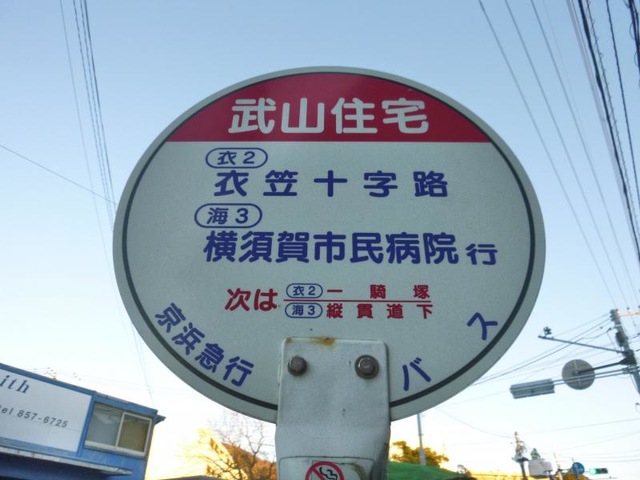 武山住宅
衣2
衣笠十字路
海3
横須賀市民病院行
次は 衣2 一騎塚
海3 縦貫道下
京浜急行バス
ith
tel 857-6725